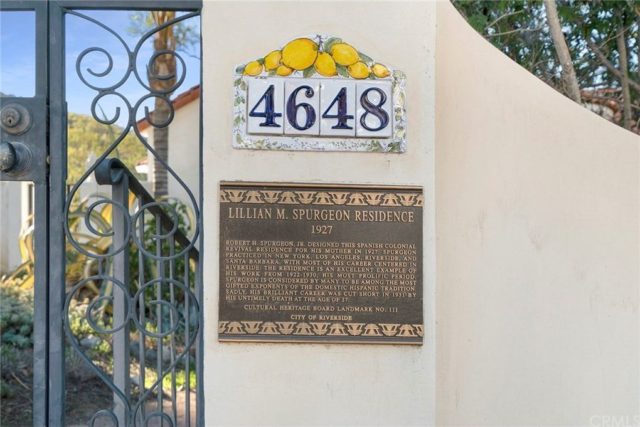 4648
LILLIAN M. SPURGEON RESIDENCE
1927
ROBERT H. SPURGEON, JR. DESIGNED THIS SPANISH COLONIAL
REVIVAL RESIDENCE FOR HIS MOTHER IN 1927. SPURGEON
PRACTICED IN NEW YORK, LOS ANGELES, RIVERSIDE, AND
SANTA BARBARA, WITH MOST OF HIS CAREER CENTERED IN
RIVERSIDE. THE RESIDENCE IS AN EXCELLENT EXAMPLE OF
HIS WORK FROM 1922-1930, HIS MOST PROLIFIC PERIOD.
SPURGEON IS CONSIDERED BY MANY TO BE AMONG THE MOST
GIFTED EXPONENTS OF THE DOMESTIC HISPANIC TRADITION.
SADLY, HIS BRILLIANT CAREER WAS CUT SHORT IN 1931 BY
HIS UNTIMELY DEATH AT THE AGE OF 37.
CULTURAL HERITAGE BOARD LANDMARK NO. 111
CITY OF RIVERSIDE
CRMLS